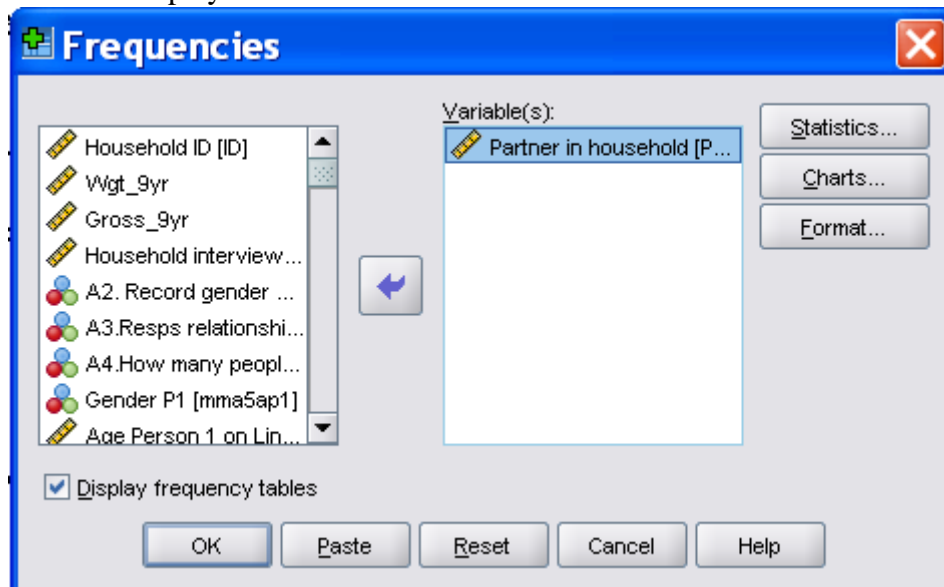 Frequencies
Variable(s):
Household ID [ID]
Wgt_9yr
Gross_9yr
Household interview...
A2. Record gender ...
A3.Resps relationshi...
A4.How many peopl...
Gender P1 [mma5ap1]
Age Person 1 on Lin...
Partner in household [P...
Statistics...
Charts...
Format...
Display frequency tables
OK Paste Reset Cancel Help